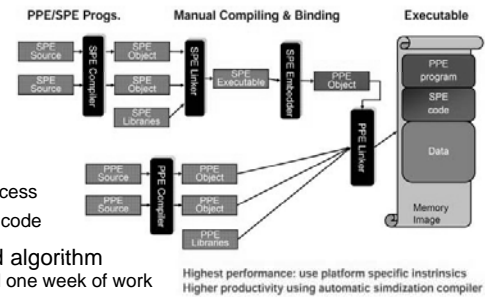 PPE/SPE Progs. Manual Compiling & Binding Executable
SPE Source
SPE Compiler
SPE Object
SPE Linker
SPE Source
SPE Object
SPE Libraries
SPE Executable
SPE Embedder
PPE Object
PPE Linker
PPE program
SPE code
Data
Memory Image
PPE Source
PPE Compiler
PPE Object
PPE Source
PPE Object
PPE Libraries
cess
code
d algorithm
one week of work
Highest performance: use platform specific instrinsics
Higher productivity using automatic simdization compiler